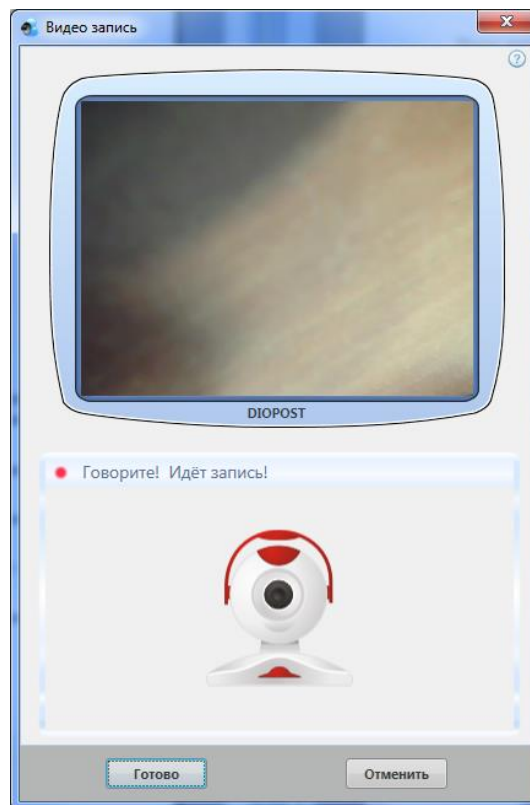 Видео запись
DIOPOST
Говорите! Идёт запись!
Готово
Отменить